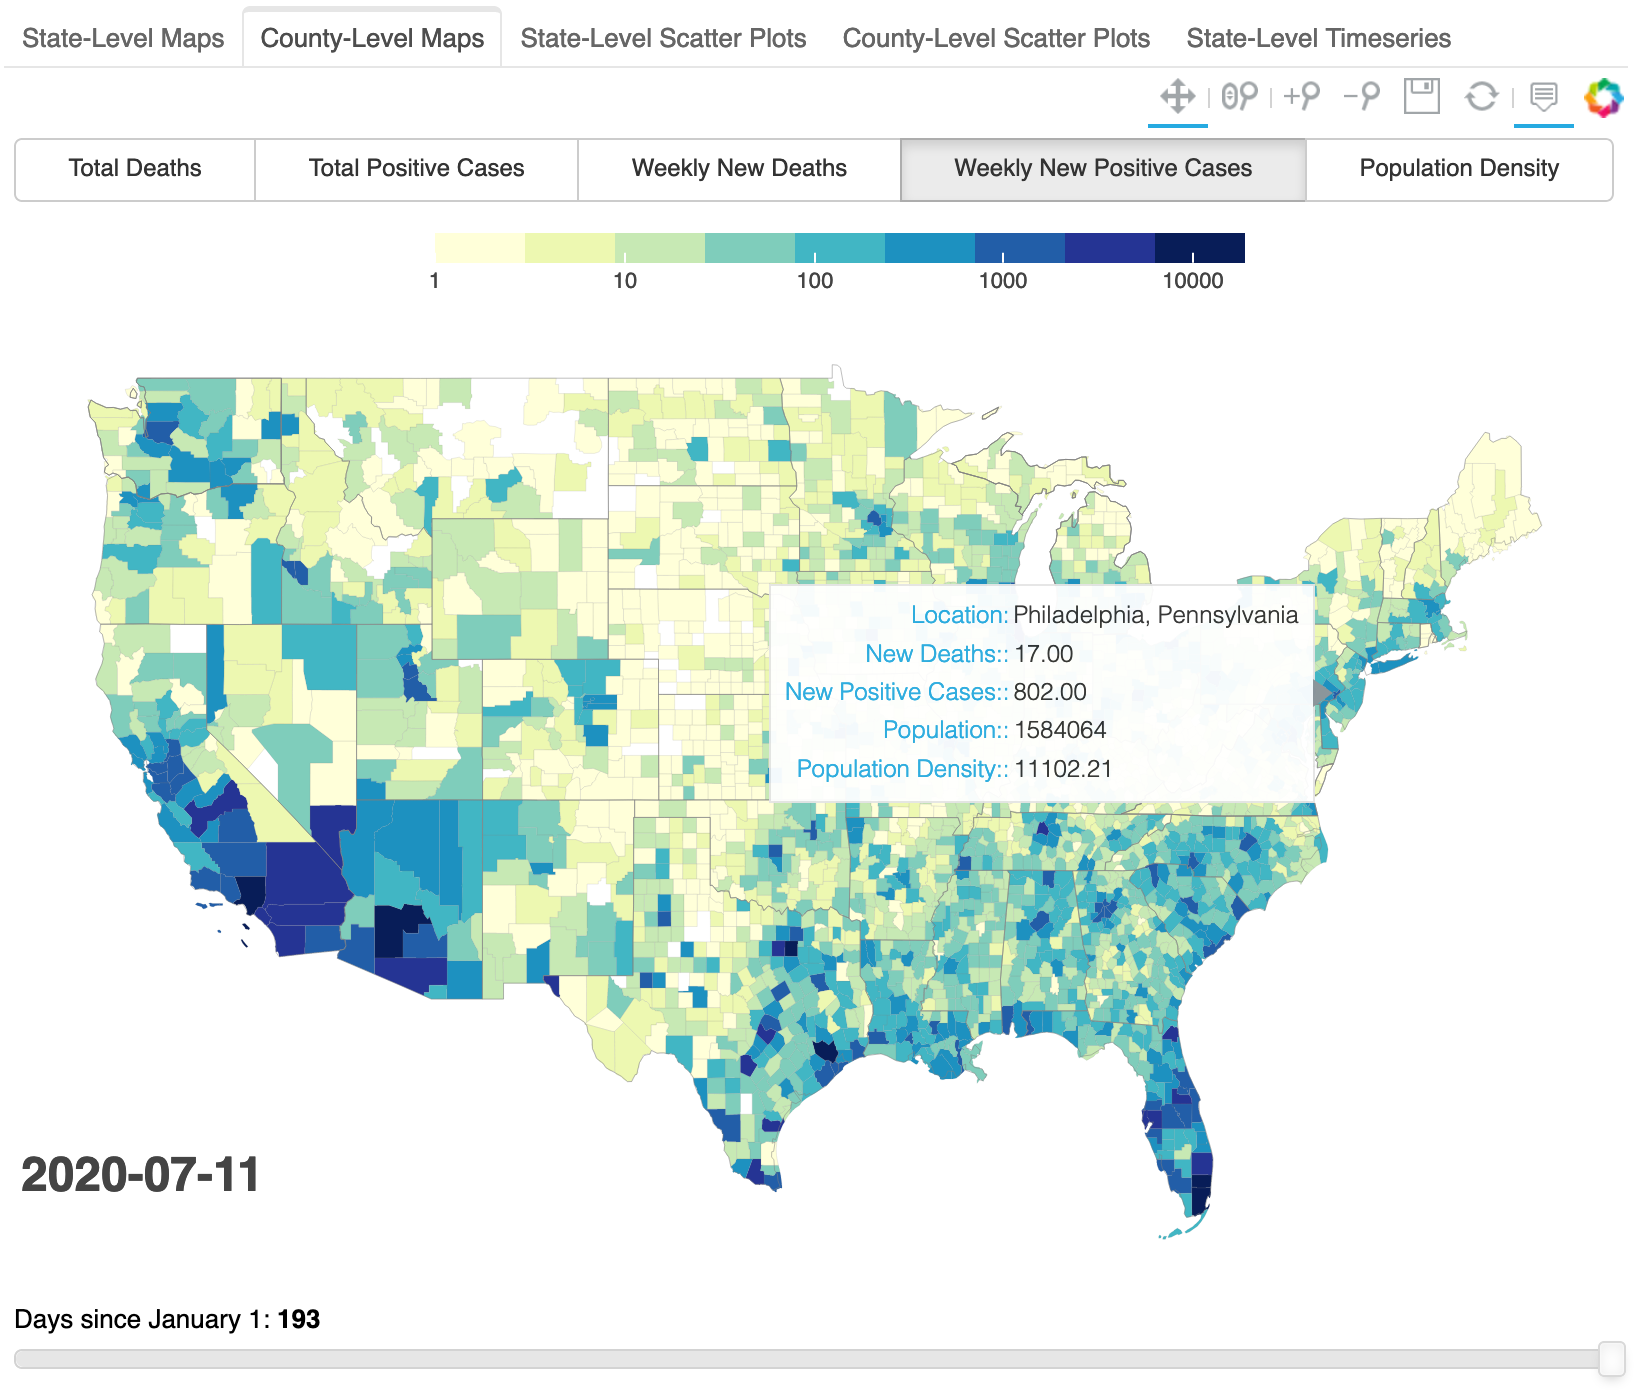 State-Level Maps County-Level Maps State-Level Scatter Plots County-Level Scatter Plots State-Level Timeseries
Total Deaths Total Positive Cases Weekly New Deaths Weekly New Positive Cases Population Density
1 10 100 1000 10000
Location: Philadelphia, Pennsylvania
New Deaths:: 17.00
New Positive Cases:: 802.00
Population:: 1584064
Population Density:: 11102.21
2020-07-11
Days since January 1: 193